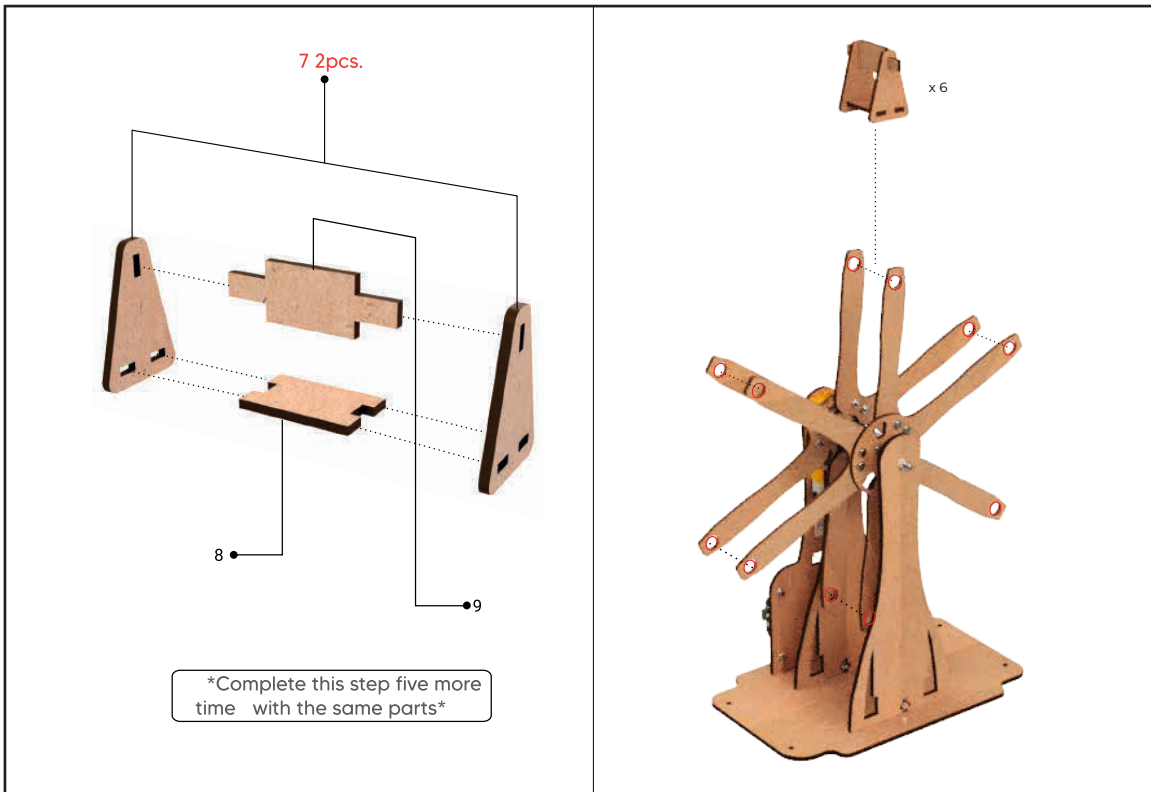 7 2pcs.
8
9
*Complete this step five more
time with the same parts*
x 6